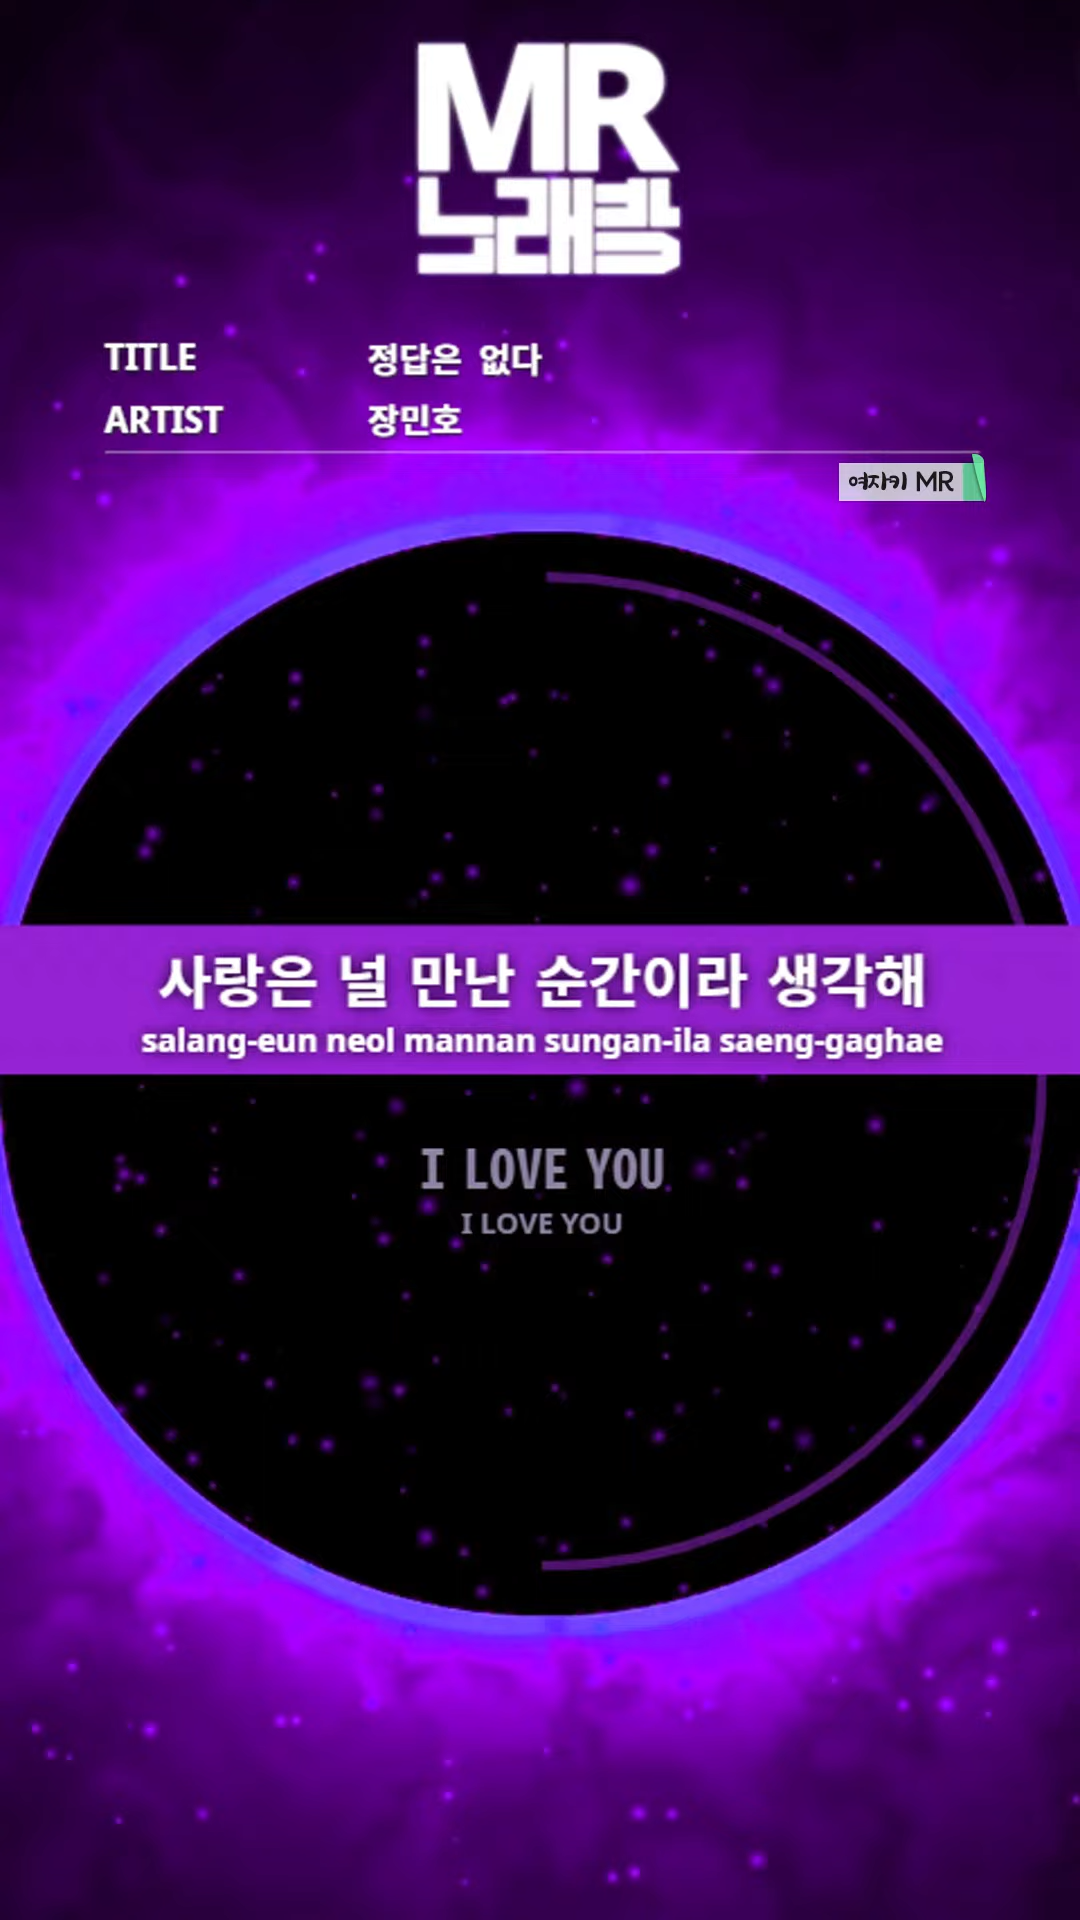 MR
노래방
TITLE 정답은 없다
ARTIST 장민호
여자키 MR
사랑은 널 만난 순간이라 생각해
salang-eun neol mannan sungan-ila saeng-gaghae
I LOVE YOU
I LOVE YOU